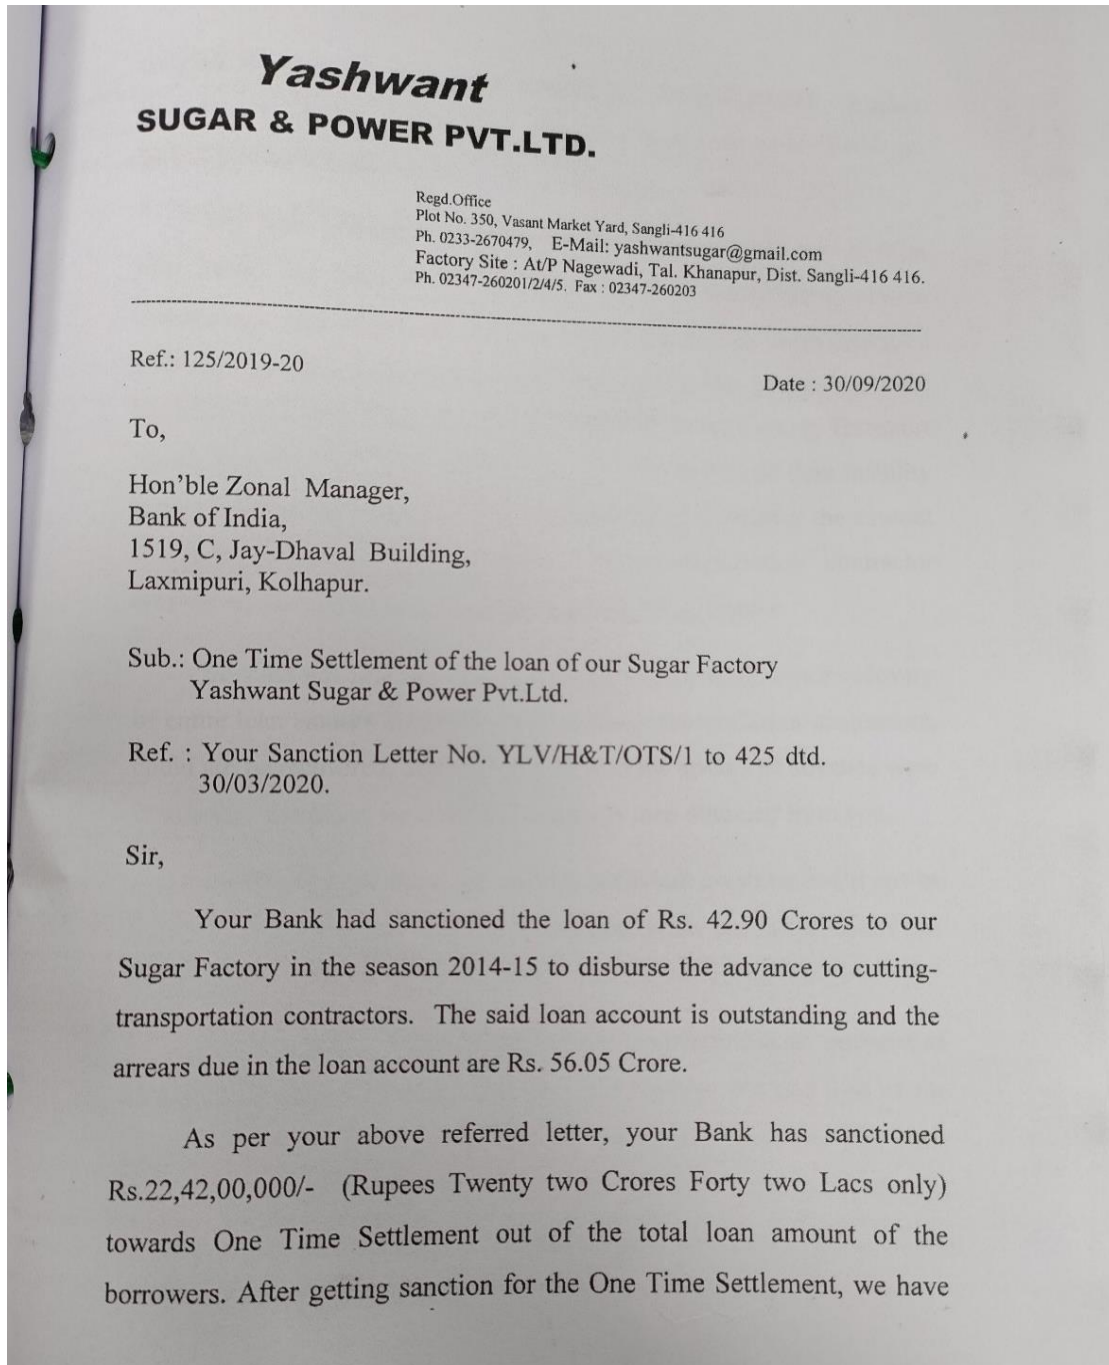 Yashwant
SUGAR & POWER PVT.LTD.
Regd.Office
Plot No. 350, Vasant Market Yard, Sangli-416 416
Ph. 0233-2670479, E-Mail: yashwantsugar@gmail.com
Factory Site : At/P Nagewadi, Tal. Khanapur, Dist. Sangli-416 416.
Ph. 02347-260201/2/4/5. Fax : 02347-260203
Ref.: 125/2019-20
Date : 30/09/2020
To,
Hon'ble Zonal Manager,
Bank of India,
1519, C, Jay-Dhaval Building,
Laxmipuri, Kolhapur.
Sub.: One Time Settlement of the loan of our Sugar Factory
Yashwant Sugar & Power Pvt.Ltd.
Ref. : Your Sanction Letter No. YLV/H&T/OTS/1 to 425 dtd.
30/03/2020.
Sir,
Your Bank had sanctioned the loan of Rs. 42.90 Crores to our
Sugar Factory in the season 2014-15 to disburse the advance to cutting-
transportation contractors. The said loan account is outstanding and the
arrears due in the loan account are Rs. 56.05 Crore.
As per your above referred letter, your Bank has sanctioned
Rs.22,42,00,000/- (Rupees Twenty two Crores Forty two Lacs only)
towards One Time Settlement out of the total loan amount of the
borrowers. After getting sanction for the One Time Settlement, we have